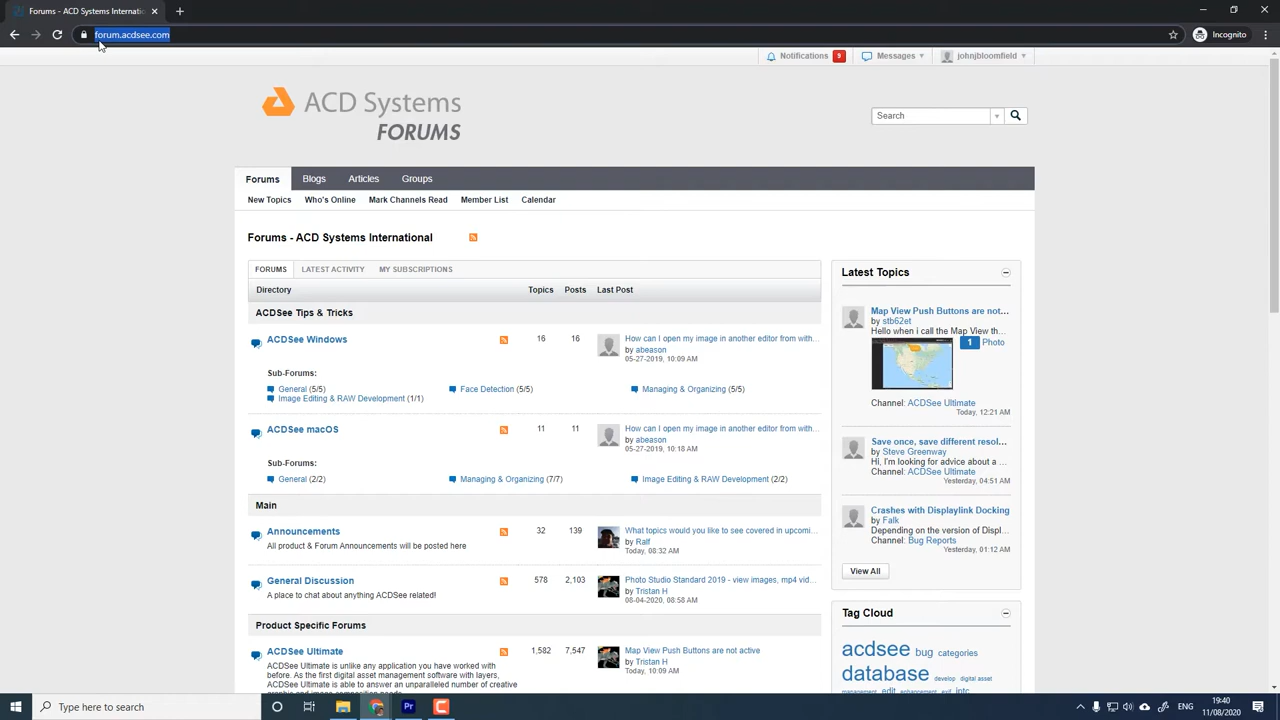 Forums - ACD Systems Internati
forum.acdsee.com
Incognito
Notifications 9 Messages johnjbloomfield
ACD Systems
FORUMS
Search
Forums Blogs Articles Groups
New Topics Who's Online Mark Channels Read Member List Calendar
Forums - ACD Systems International
FORUMS LATEST ACTIVITY MY SUBSCRIPTIONS
Directory Topics Posts Last Post
ACDSee Tips & Tricks
ACDSee Windows 16 16 How can I open my image in another editor from with...
by abeason
05-27-2019, 10:09 AM
Sub-Forums:
General (5/5) Face Detection (5/5) Managing & Organizing (5/5)
Image Editing & RAW Development (1/1)
ACDSee macOS 11 11 How can I open my image in another editor from with...
by abeason
05-27-2019, 10:18 AM
Sub-Forums:
General (2/2) Managing & Organizing (7/7) Image Editing & RAW Development (2/2)
Main
Announcements 32 139 What topics would you like to see covered in upcomi...
All product & Forum Announcements will be posted here
by Ralf
Today, 08:32 AM
General Discussion 578 2,103 Photo Studio Standard 2019 - view images, mp4 vid...
A place to chat about anything ACDSee related!
by Tristan H
08-04-2020, 08:58 AM
Product Specific Forums
ACDSee Ultimate 1,582 7,547 Map View Push Buttons are not active
by Tristan H
Today, 10:09 AM
ACDSee Ultimate is unlike any application you have worked with
before. As the first digital asset management software with layers,
ACDSee Ultimate is able to answer an unparalleled number of creative
Latest Topics
Map View Push Buttons are not...
by stb62et
Hello when i call the Map View th...
1 Photo
Channel: ACDSee Ultimate
Today, 12:21 AM
Save once, save different resol...
by Steve Greenway
Hi, I'm looking for advice about a ...
Channel: ACDSee Ultimate
Yesterday, 04:51 AM
Crashes with Displaylink Docking
by Falk
Depending on the version of Displ...
Channel: Bug Reports
Yesterday, 01:12 AM
View All
Tag Cloud
acdsee bug categories
database develop digital asset
management edit enhancement exif iptc
Type here to search
ENG
19:40
11/08/2020